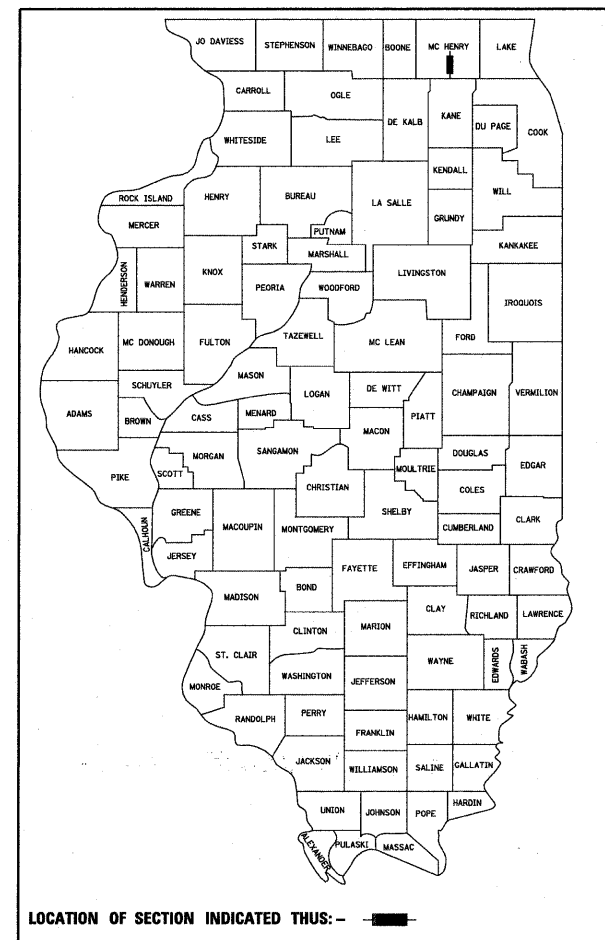 JO DAVIESS
STEPHENSON
WINNEBAGO
BOONE
MC HENRY
LAKE
CARROLL
OGLE
DE KALB
KANE
DU PAGE
COOK
WHITESIDE
LEE
KENDALL
WILL
ROCK ISLAND
HENRY
BUREAU
LA SALLE
GRUNDY
MERCER
PUTNAM
STARK
MARSHALL
KANKAKEE
HENDERSON
WARREN
KNOX
PEORIA
WOODFORD
LIVINGSTON
IROQUOIS
HANCOCK
MC DONOUGH
FULTON
TAZEWELL
MC LEAN
FORD
MASON
SCHUYLER
LOGAN
DE WITT
CHAMPAIGN
VERMILION
ADAMS
BROWN
CASS
MENARD
PIATT
MACON
MORGAN
SANGAMON
DOUGLAS
EDGAR
PIKE
SCOTT
MOULTRIE
CHRISTIAN
COLES
GREENE
MACOUPIN
MONTGOMERY
SHELBY
CUMBERLAND
CLARK
CALHOUN
JERSEY
FAYETTE
EFFINGHAM
JASPER
CRAWFORD
MADISON
BOND
CLAY
RICHLAND
LAWRENCE
CLINTON
MARION
ST. CLAIR
WAYNE
EDWARDS
WABASH
WASHINGTON
JEFFERSON
MONROE
RANDOLPH
PERRY
HAMILTON
WHITE
FRANKLIN
JACKSON
WILLIAMSON
SALINE
GALLATIN
UNION
JOHNSON
POPE
HARDIN
ALEXANDER
PULASKI
MASSAC
LOCATION OF SECTION INDICATED THUS: -